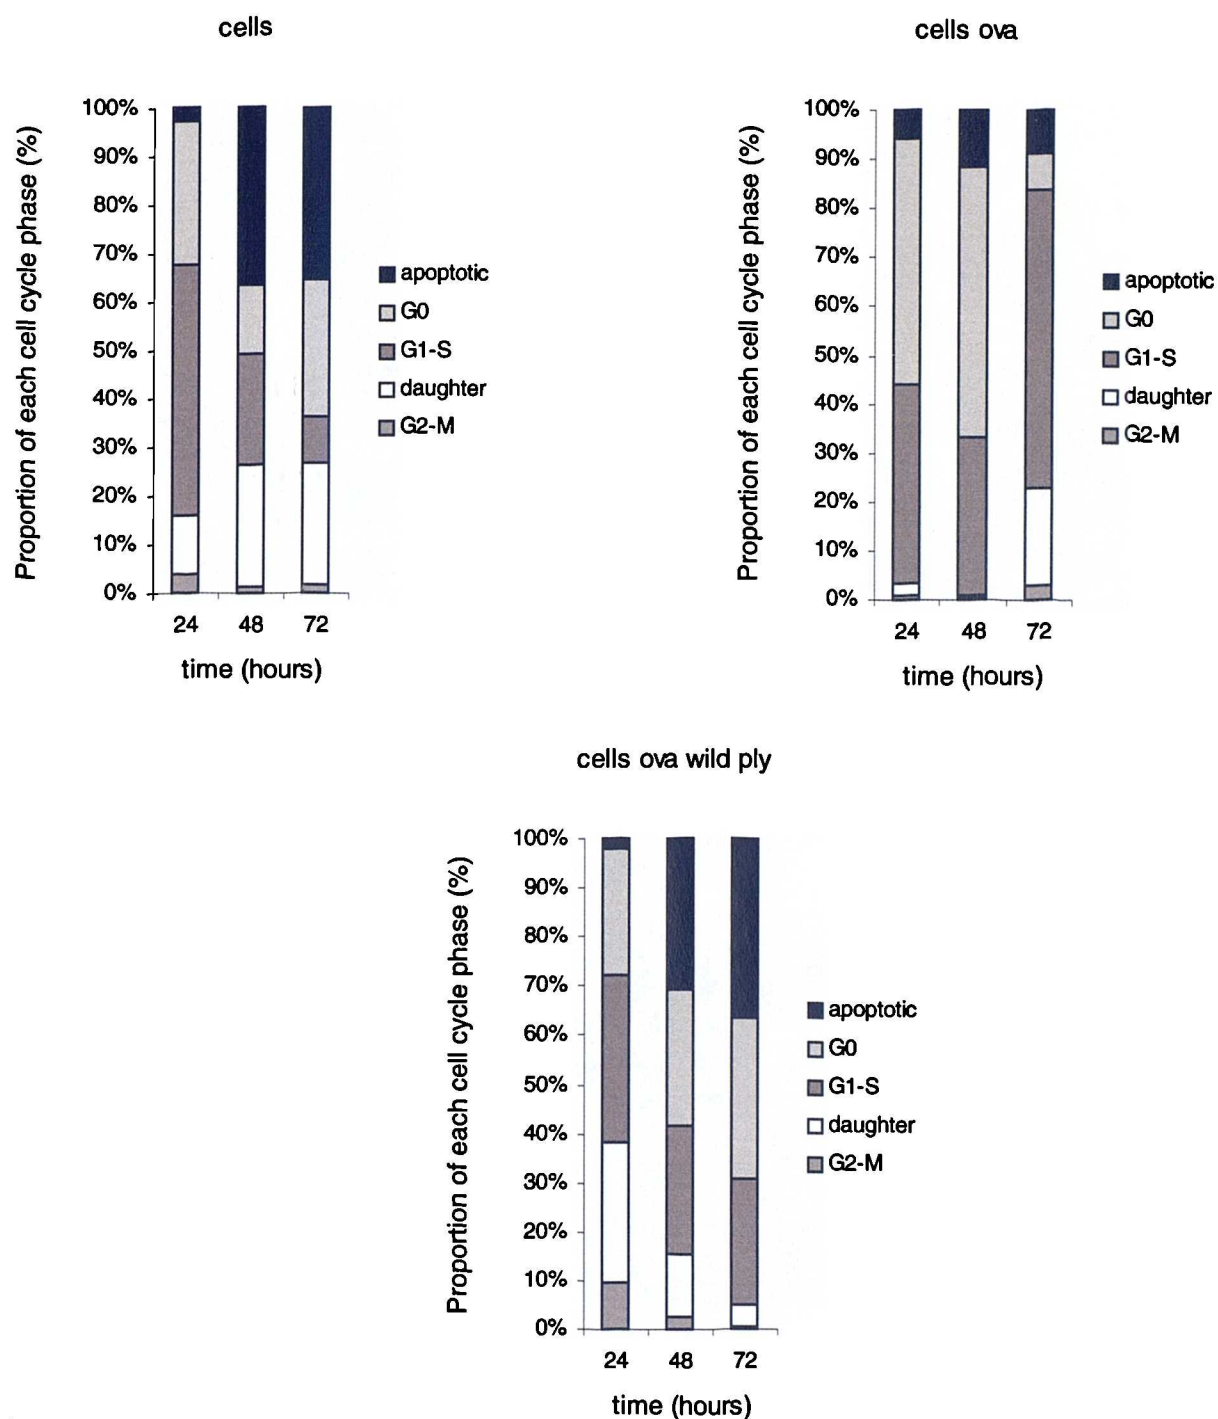 cells
Proportion of each cell cycle phase (%)
100%
90%
80%
70%
60%
50%
40%
30%
20%
10%
0%
24 48 72
time (hours)
apoptotic
G0
G1-S
daughter
G2-M
cells ova
Proportion of each cell cycle phase (%)
100%
90%
80%
70%
60%
50%
40%
30%
20%
10%
0%
24 48 72
time (hours)
apoptotic
G0
G1-S
daughter
G2-M
cells ova wild ply
Proportion of each cell cycle phase (%)
100%
90%
80%
70%
60%
50%
40%
30%
20%
10%
0%
24 48 72
time (hours)
apoptotic
G0
G1-S
daughter
G2-M